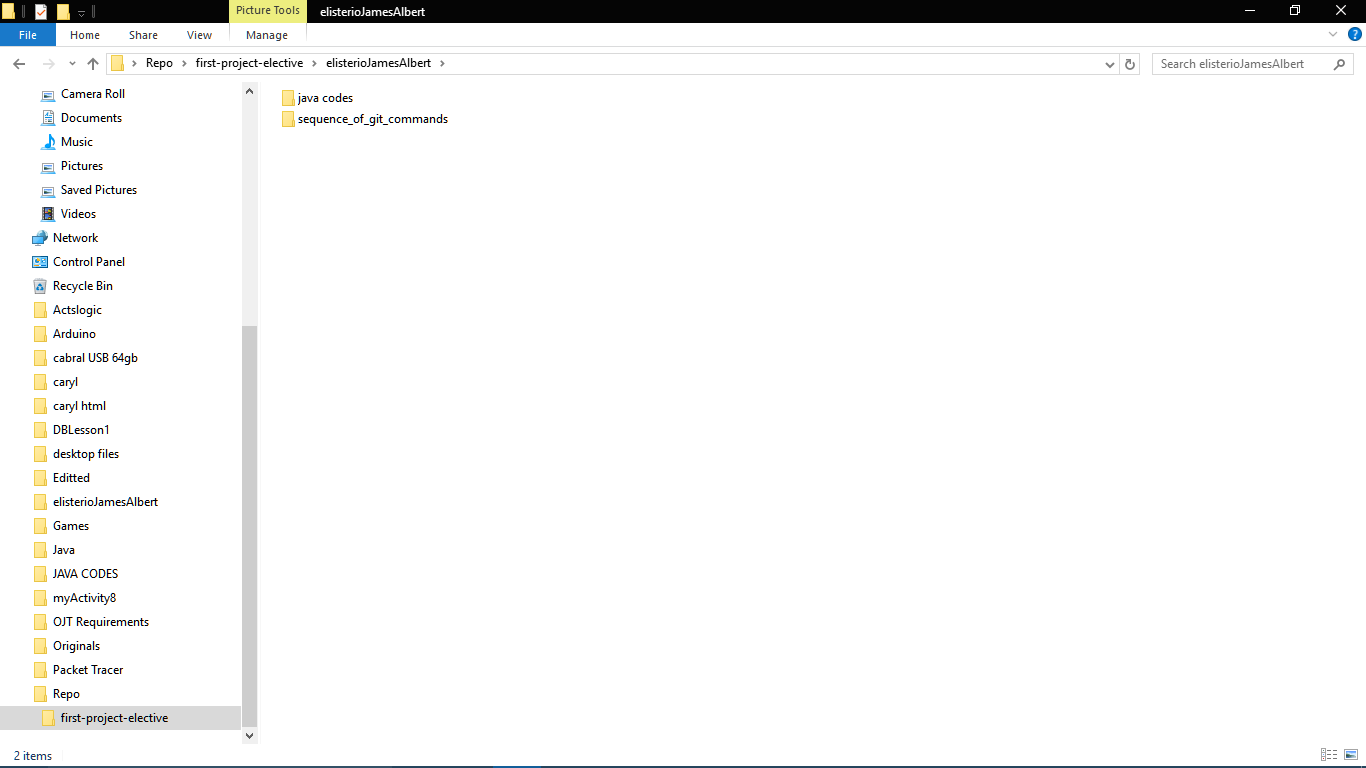 Picture Tools
elisterioJamesAlbert
File Home Share View Manage
Repo first-project-elective elisterioJamesAlbert
Search elisterioJamesAlbert
Camera Roll
Documents
Music
Pictures
Saved Pictures
Videos
Network
Control Panel
Recycle Bin
Actslogic
Arduino
cabral USB 64gb
caryl
caryl html
DBLesson1
desktop files
Editted
elisterioJamesAlbert
Games
Java
JAVA CODES
myActivity8
OJT Requirements
Originals
Packet Tracer
Repo
first-project-elective
java codes
sequence_of_git_commands
2 items